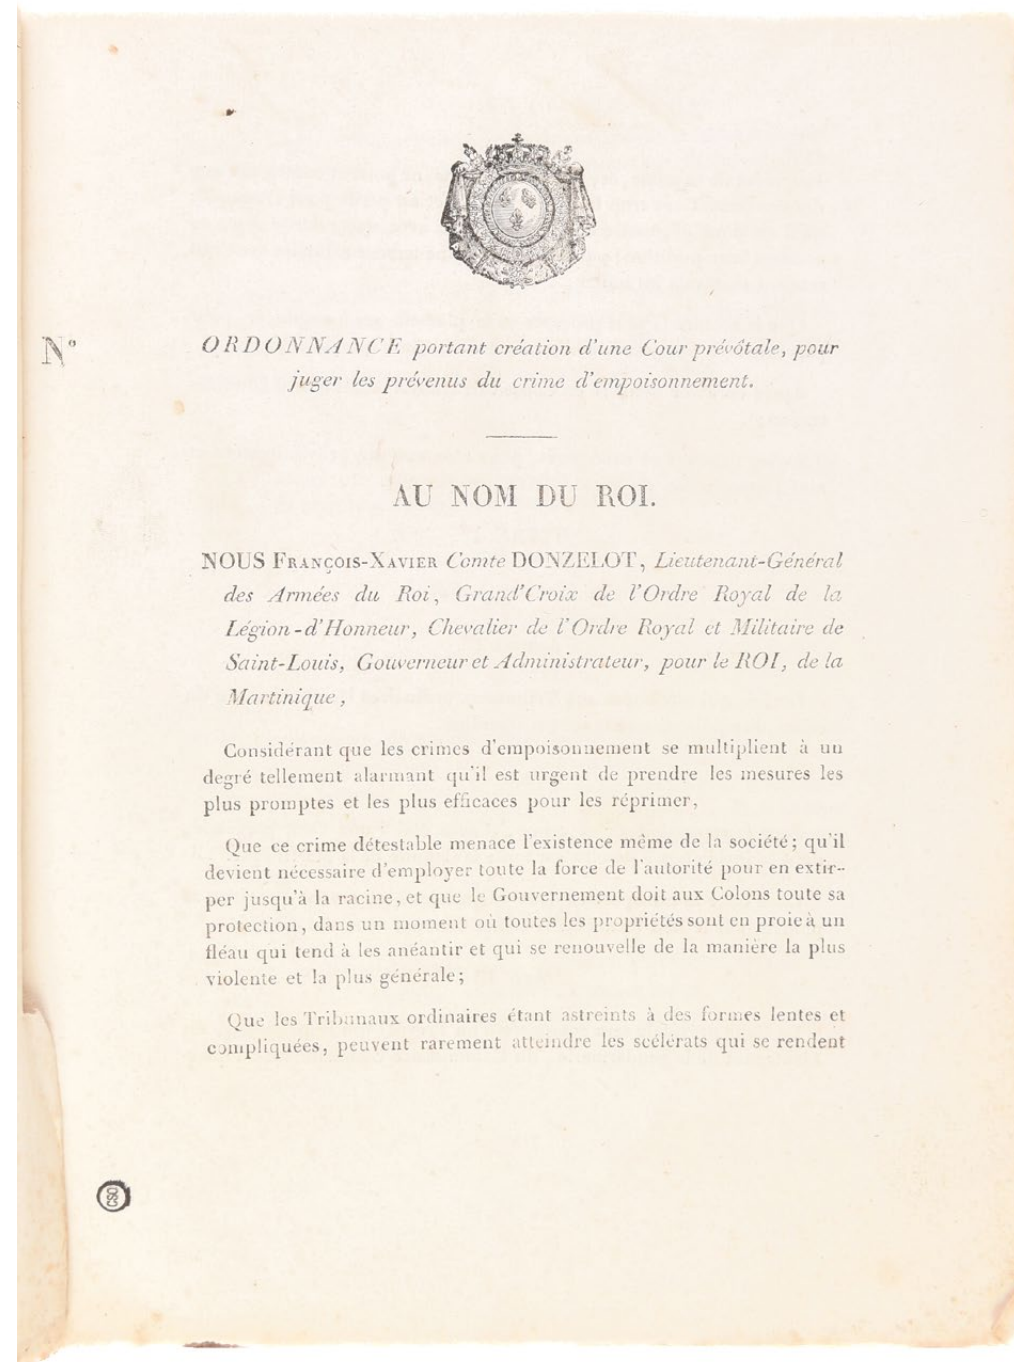 N°
ORDONNANCE portant création d'une Cour prévôtale, pour
juger les prévenus du crime d'empoisonnement.
AU NOM DU ROI.
NOUS FRANÇOIS-XAVIER Comte DONZELOT, Lieutenant-Général
des Armées du Roi, Grand'Croix de l'Ordre Royal de la
Légion-d'Honneur, Chevalier de l'Ordre Royal et Militaire de
Saint-Louis, Gouverneur et Administrateur, pour le ROI, de la
Martinique,
Considérant que les crimes d'empoisonnement se multiplient à un
degré tellement alarmant qu'il est urgent de prendre les mesures les
plus promptes et les plus efficaces pour les réprimer,
Que ce crime détestable menace l'existence même de la société; qu'il
devient nécessaire d'employer toute la force de l'autorité pour en extir-
per jusqu'à la racine, et que le Gouvernement doit aux Colons toute sa
protection, dans un moment où toutes les propriétés sont en proie à un
fléau qui tend à les anéantir et qui se renouvelle de la manière la plus
violente et la plus générale;
Que les Tribunaux ordinaires étant astreints à des formes lentes et
compliquées, peuvent rarement atteindre les scélérats qui se rendent
CSO